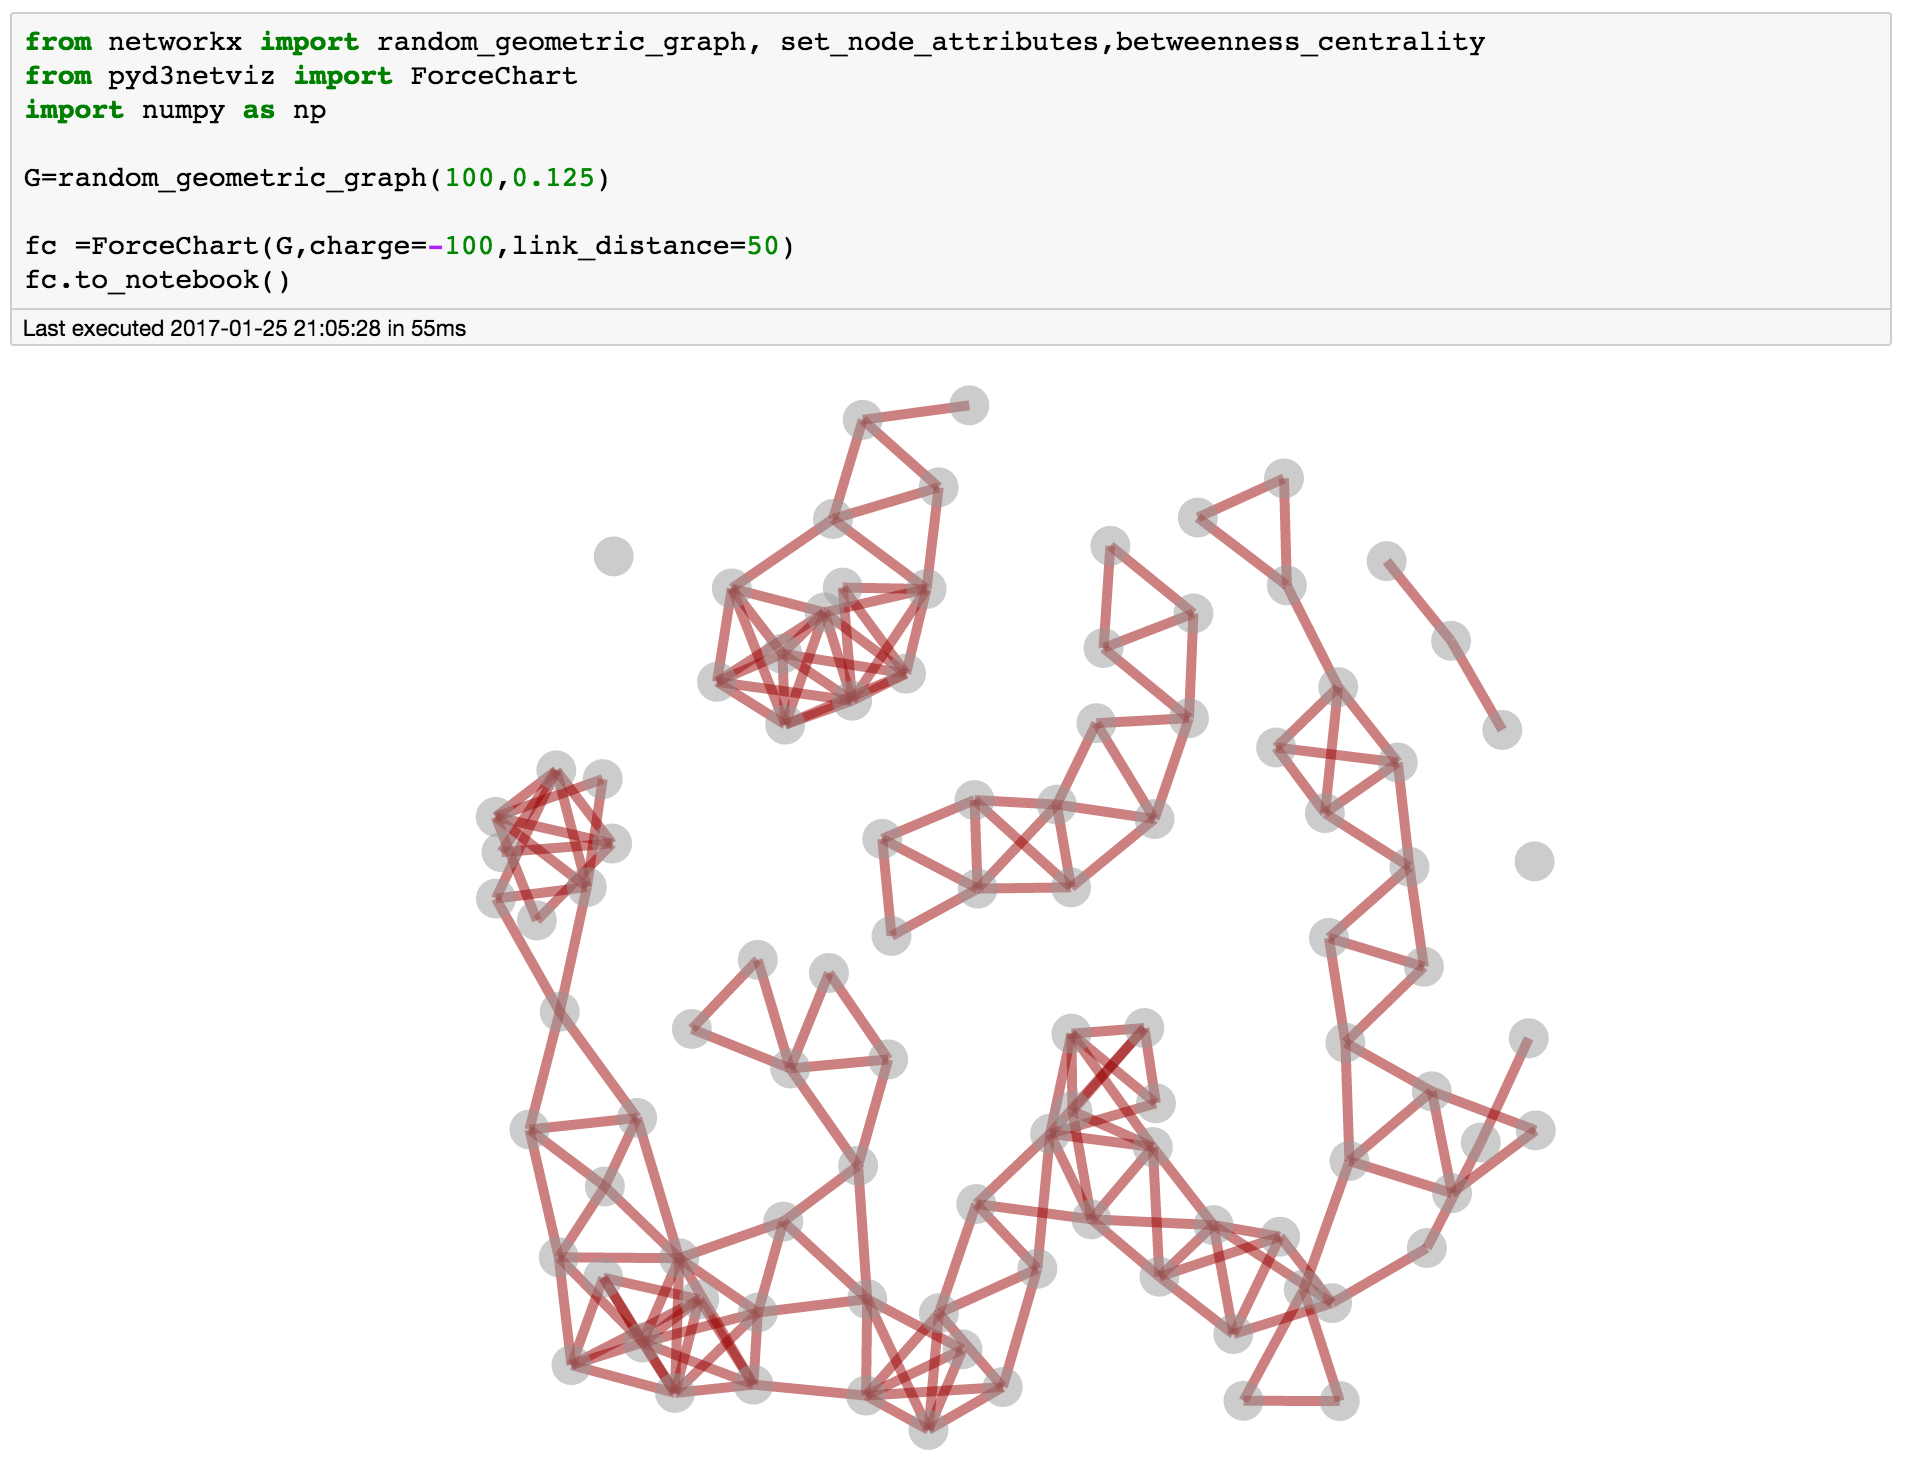 from networkx import random_geometric_graph, set_node_attributes,betweenness_centrality
from pyd3netviz import ForceChart
import numpy as np
G=random_geometric_graph(100,0.125)
fc =ForceChart(G,charge=-100,link_distance=50)
fc.to_notebook()
Last executed 2017-01-25 21:05:28 in 55ms